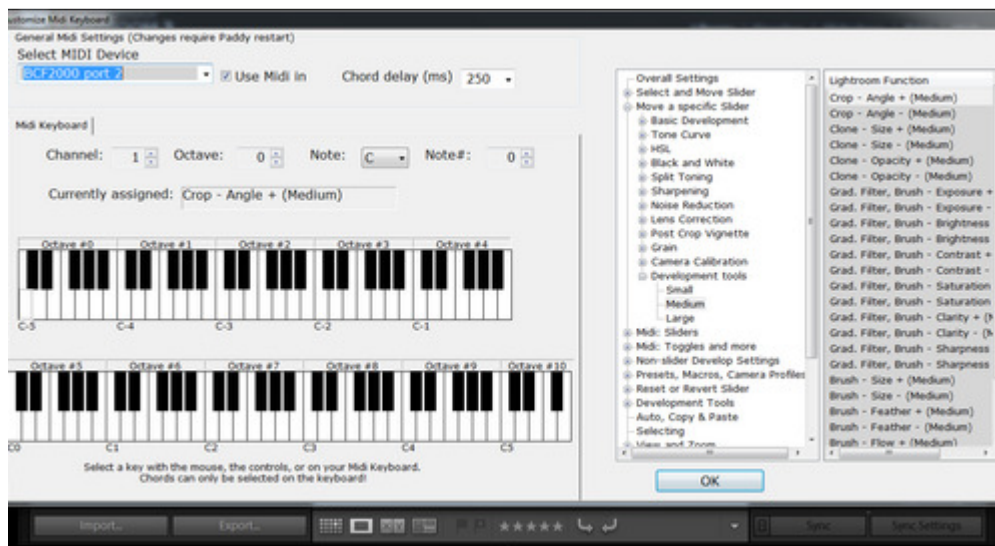 ustomize Midi Keyboard
General Midi Settings (Changes require Paddy restart)
Select MIDI Device
BCF2000 port 2
Use Midi in
Chord delay (ms) 250
Midi Keyboard
Channel: 1 Octave: 0 Note: C Note#: 0
Currently assigned: Crop - Angle + (Medium)
Octave #0 Octave #1 Octave #2 Octave #3 Octave #4
C-5 C-4 C-3 C-2 C-1
Octave #5 Octave #6 Octave #7 Octave #8 Octave #9 Octave #10
C0 C1 C2 C3 C4 C5
Select a key with the mouse, the controls, or on your Midi Keyboard.
Chords can only be selected on the keyboard!
Overall Settings
Select and Move Slider
Move a specific Slider
Basic Development
Tone Curve
HSL
Black and White
Split Toning
Sharpening
Noise Reduction
Lens Correction
Post Crop Vignette
Grain
Camera Calibration
Development tools
Small
Medium
Large
Midi: Sliders
Midi: Toggles and more
Non-slider Develop Settings
Presets, Macros, Camera Profiles
Reset or Revert Slider
Development Tools
Auto, Copy & Paste
Selecting
View and Zoom
Lightroom Function
Crop - Angle + (Medium)
Crop - Angle - (Medium)
Clone - Size + (Medium)
Clone - Size - (Medium)
Clone - Opacity + (Medium)
Clone - Opacity - (Medium)
Grad. Filter, Brush - Exposure +
Grad. Filter, Brush - Exposure -
Grad. Filter, Brush - Brightness
Grad. Filter, Brush - Brightness
Grad. Filter, Brush - Contrast +
Grad. Filter, Brush - Contrast -
Grad. Filter, Brush - Saturation
Grad. Filter, Brush - Saturation
Grad. Filter, Brush - Clarity + (M
Grad. Filter, Brush - Clarity - (M
Grad. Filter, Brush - Sharpness
Grad. Filter, Brush - Sharpness
Brush - Size + (Medium)
Brush - Size - (Medium)
Brush - Feather + (Medium)
Brush - Feather - (Medium)
Brush - Flow + (Medium)
OK
Import... Export... XY Sync Sync Settings